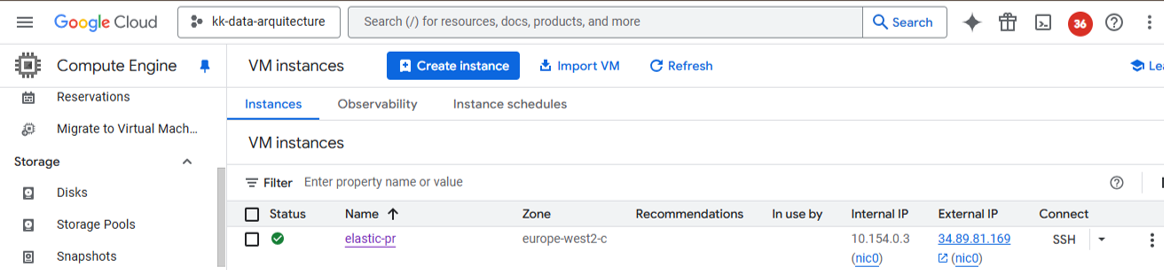 Google Cloud
kk-data-arquitecture
Search (/) for resources, docs, products, and more
Search
36
Compute Engine
VM instances
Create instance
Import VM
Refresh
Lea
Reservations
Migrate to Virtual Mach...
Storage
Disks
Storage Pools
Snapshots
Instances
Observability
Instance schedules
VM instances
Filter
Enter property name or value
Status
Name
Zone
Recommendations
In use by
Internal IP
External IP
Connect
elastic-pr
europe-west2-c
10.154.0.3
(nic0)
34.89.81.169
(nic0)
SSH